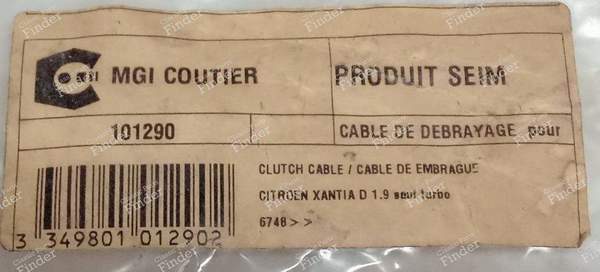 MGI COUTIER
PRODUIT SEIM
101290
CABLE DE DEBRAYAGE pour
CLUTCH CABLE / CABLE DE EMBRAGUE
CITROEN XANTIA D 1.9 sauf turbo
6748 > >
3 349801 012902